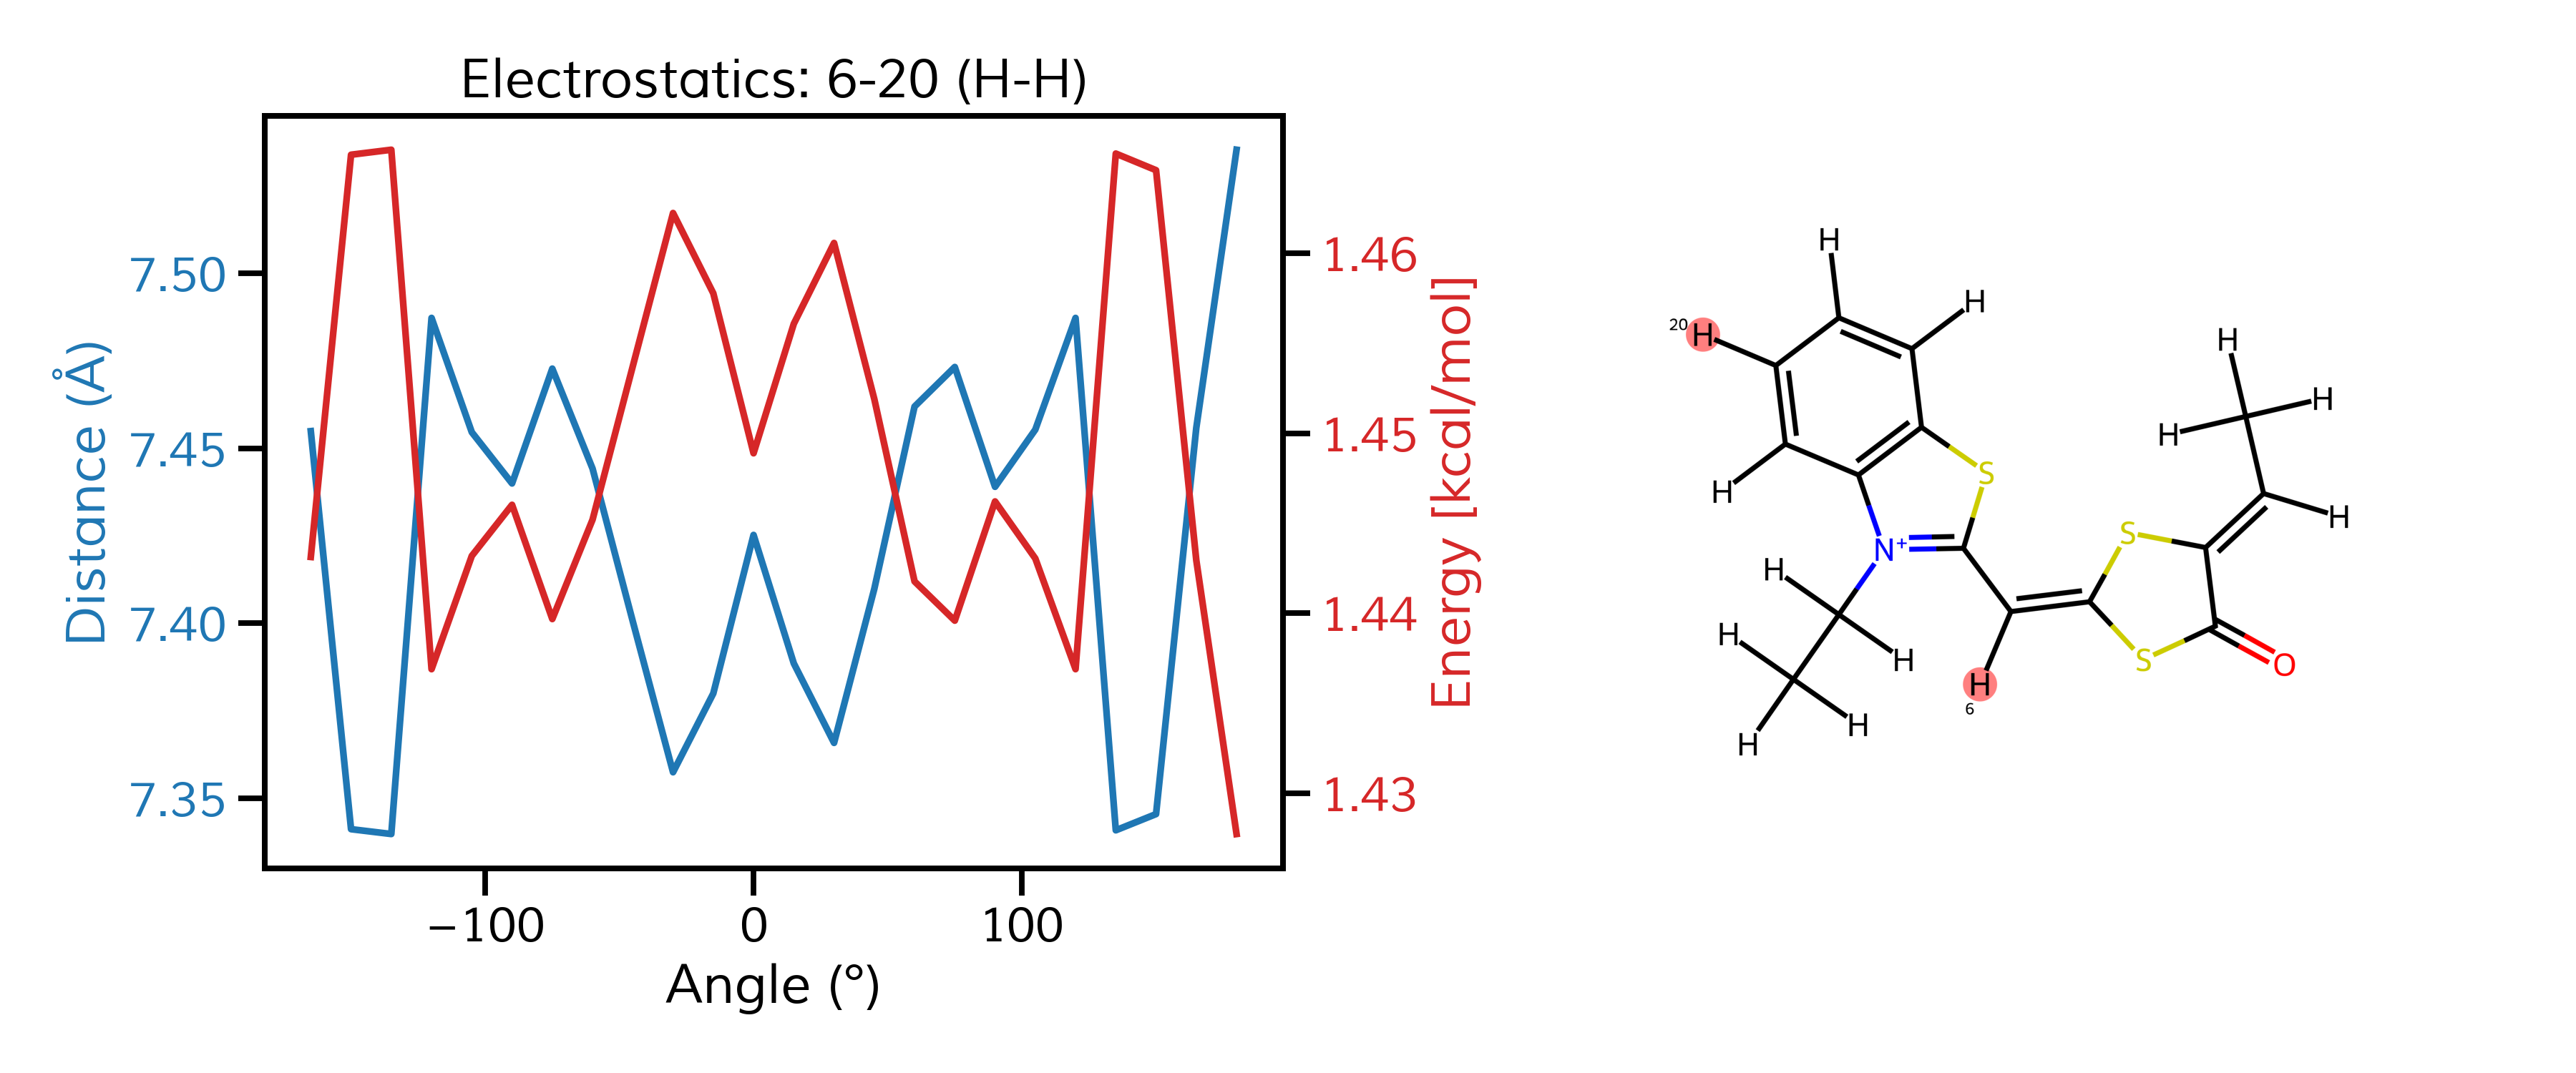 Electrostatics: 6-20 (H-H)
Distance (Å)
7.50
7.45
7.40
7.35
−100
0
100
Angle (°)
1.46
1.45
1.44
1.43
Energy [kcal/mol]
H
H
20 H
H
S
N⁺
H
H
H
H
H
H
6
H
H
H
H
S
S
O